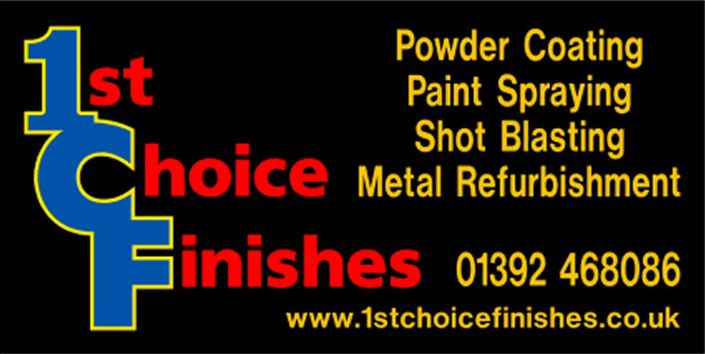 1st
Choice
Finishes
Powder Coating
Paint Spraying
Shot Blasting
Metal Refurbishment
01392 468086
www.1stchoicefinishes.co.uk